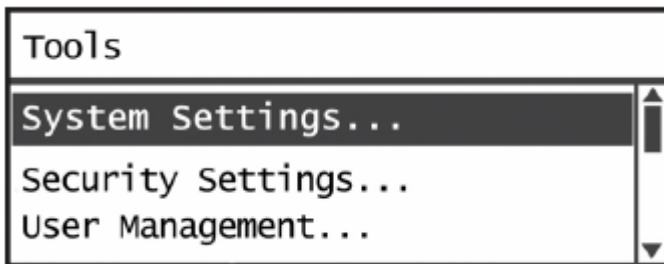 Tools
System Settings...
Security Settings...
User Management...